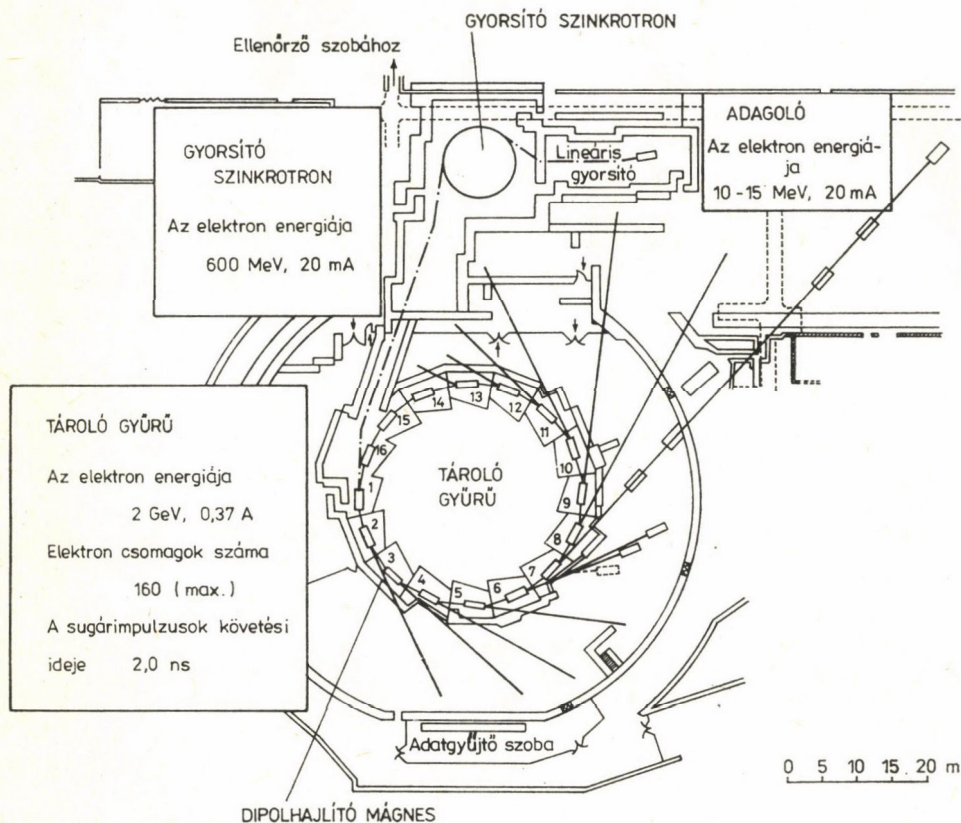 GYORSÍTÓ SZINKROTRON
Ellenőrző szobához
GYORSÍTÓ
SZINKROTRON
Az elektron energiája
600 MeV, 20 mA
Lineáris
gyorsító
ADAGOLÓ
Az elektron energiá-
ja
10-15 MeV, 20 mA
TÁROLÓ GYŰRŰ
Az elektron energiája
2 GeV, 0,37 A
Elektron csomagok száma
160 (max.)
A sugárimpulzusok követési
ideje 2,0 ns
TÁROLÓ
GYŰRŰ
1
2
3
4
5
6
7
8
9
10
11
12
13
14
15
16
Adatgyűjtő szoba
DIPOLHAJLÍTÓ MÁGNES
0 5 10 15 20 m